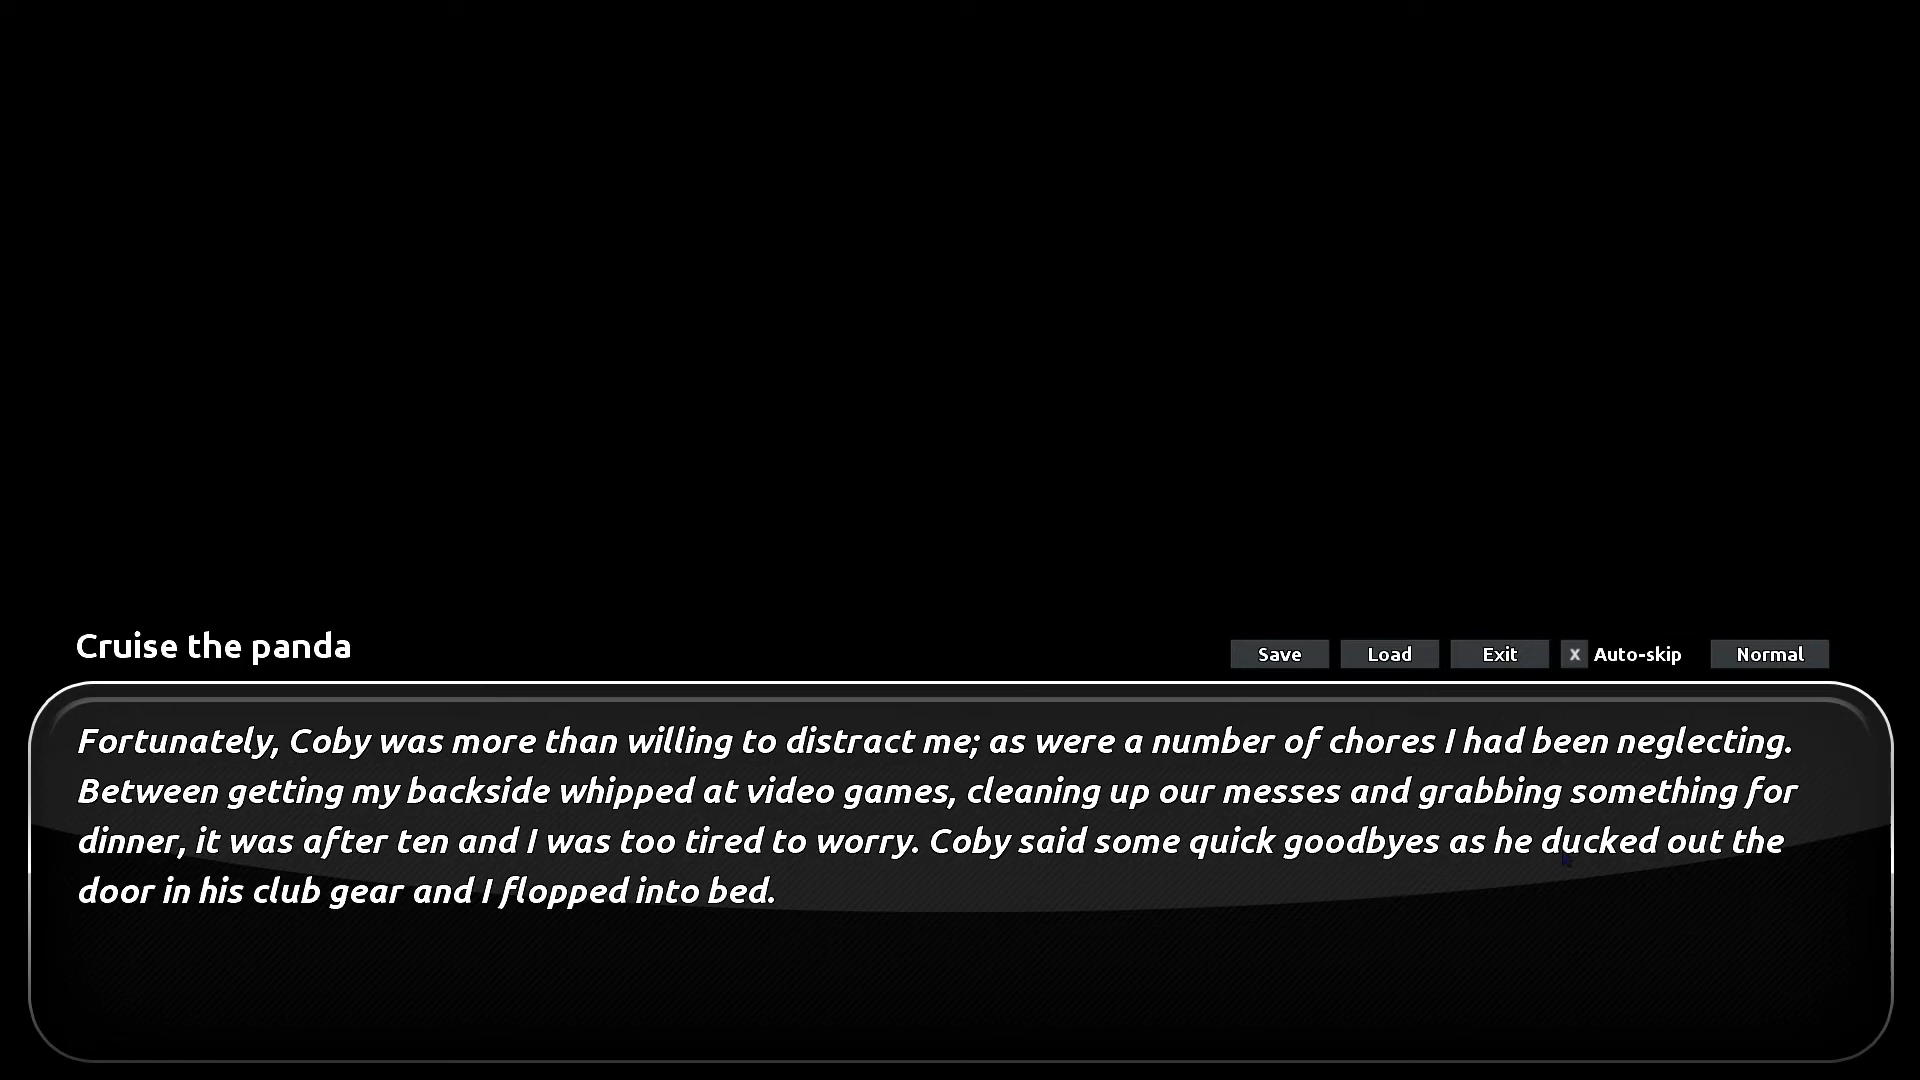 Cruise the panda
Save
Load
Exit
x Auto-skip
Normal
Fortunately, Coby was more than willing to distract me; as were a number of chores I had been neglecting.
Between getting my backside whipped at video games, cleaning up our messes and grabbing something for
dinner, it was after ten and I was too tired to worry. Coby said some quick goodbyes as he ducked out the
door in his club gear and I flopped into bed.